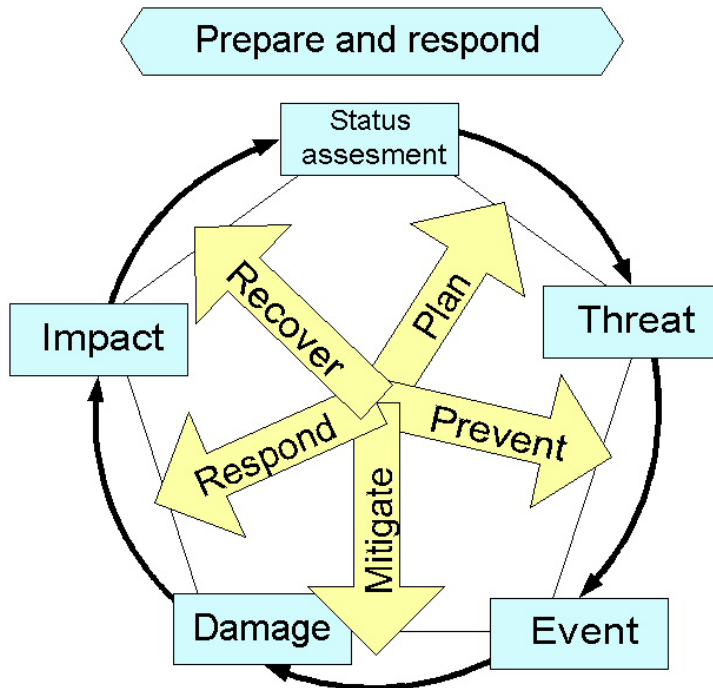 Prepare and respond
Status
assesment
Threat
Event
Damage
Impact
Plan
Prevent
Mitigate
Respond
Recover